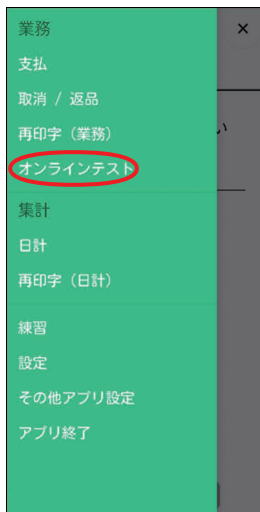 業務
×
支払
取消 / 返品
再印字（業務）
い
オンラインテスト
集計
日計
再印字（日計）
練習
設定
その他アプリ設定
アプリ終了